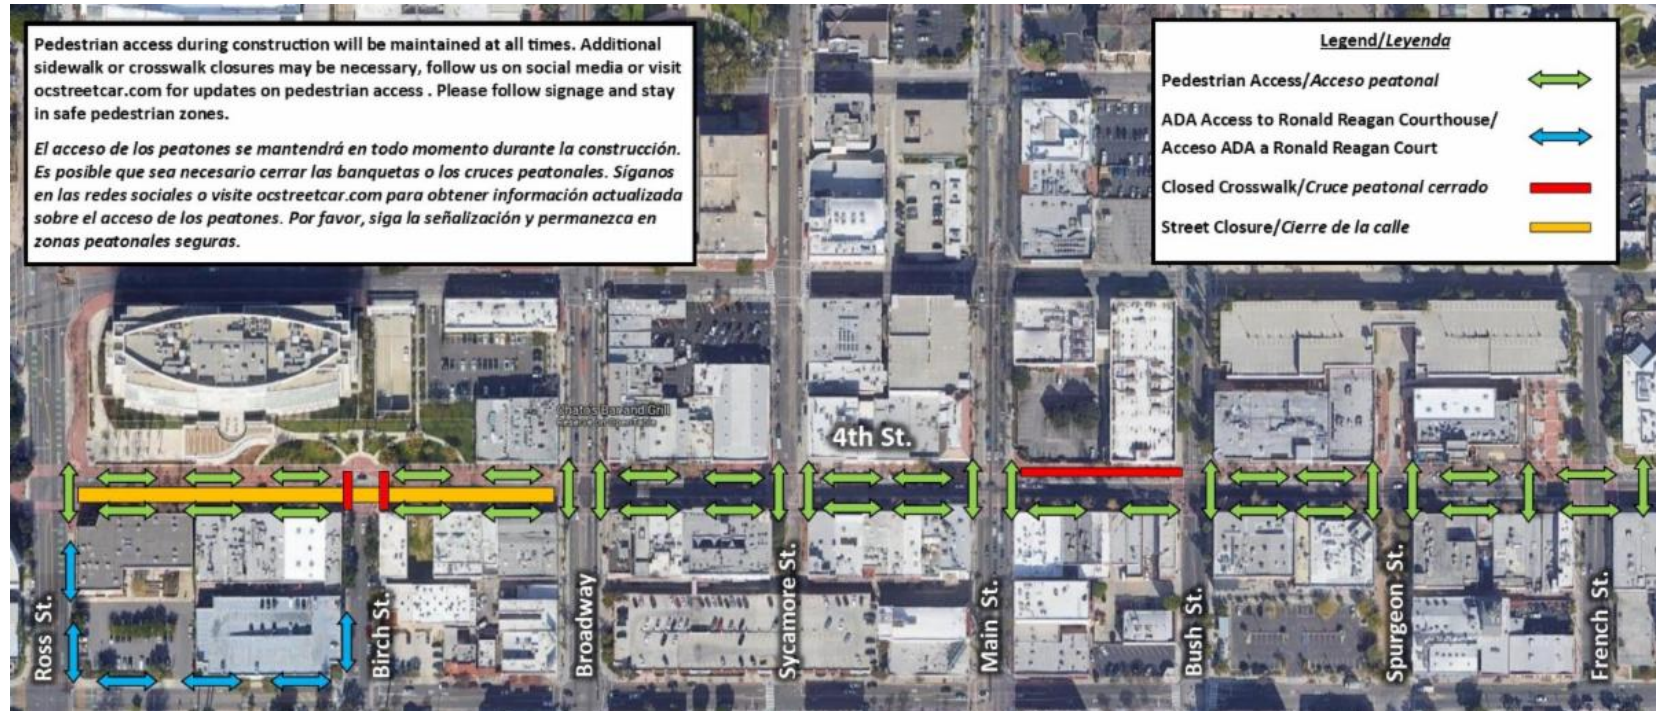 Pedestrian access during construction will be maintained at all times. Additional
sidewalk or crosswalk closures may be necessary, follow us on social media or visit
ocstreetcar.com for updates on pedestrian access . Please follow signage and stay
in safe pedestrian zones.
El acceso de los peatones se mantendrá en todo momento durante la construcción.
Es posible que sea necesario cerrar las banquetas o los cruces peatonales. Síganos
en las redes sociales o visite ocstreetcar.com para obtener información actualizada
sobre el acceso de los peatones. Por favor, siga la señalización y permanezca en
zonas peatonales seguras.
Legend/Leyenda
Pedestrian Access/Acceso peatonal
ADA Access to Ronald Reagan Courthouse/
Acceso ADA a Ronald Reagan Court
Closed Crosswalk/Cruce peatonal cerrado
Street Closure/Cierre de la calle
Chato's Bar and Grill
4th St.
Ross St.
Birch St.
Broadway
Sycamore St.
Main St.
Bush St.
Spurgeon St.
French St.